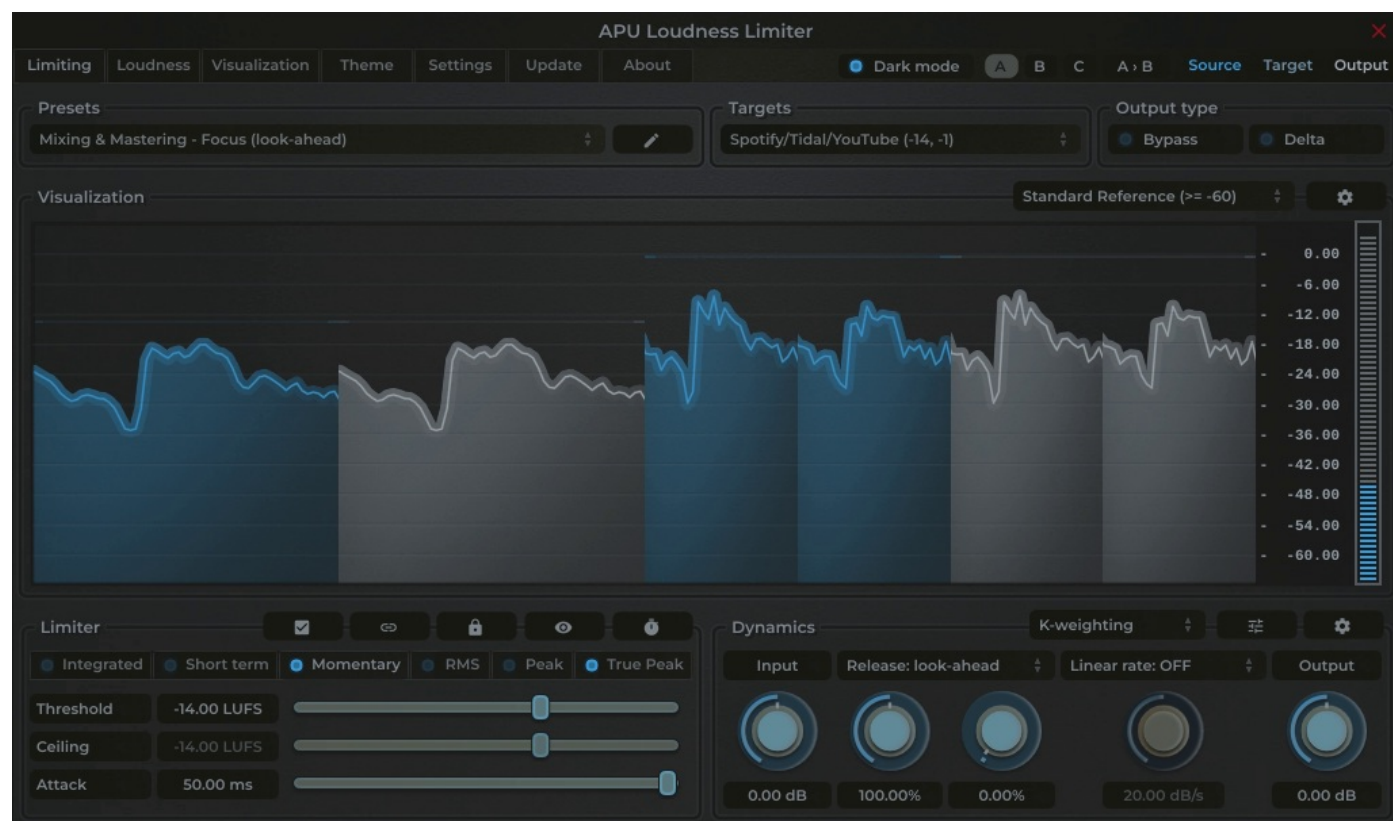 APU Loudness Limiter
Limiting Loudness Visualization Theme Settings Update About Dark mode A B C A › B Source Target Output
Presets Targets Output type
Mixing & Mastering - Focus (look-ahead) Spotify/Tidal/YouTube (-14, -1) Bypass Delta
Visualization Standard Reference (>= -60)
- 0.00
- -6.00
- -12.00
- -18.00
- -24.00
- -30.00
- -36.00
- -42.00
- -48.00
- -54.00
- -60.00
Limiter Dynamics K-weighting
Integrated Short term Momentary RMS Peak True Peak Input Release: look-ahead Linear rate: OFF Output
Threshold -14.00 LUFS
Ceiling -14.00 LUFS
Attack 50.00 ms
0.00 dB 100.00% 0.00% 20.00 dB/s 0.00 dB